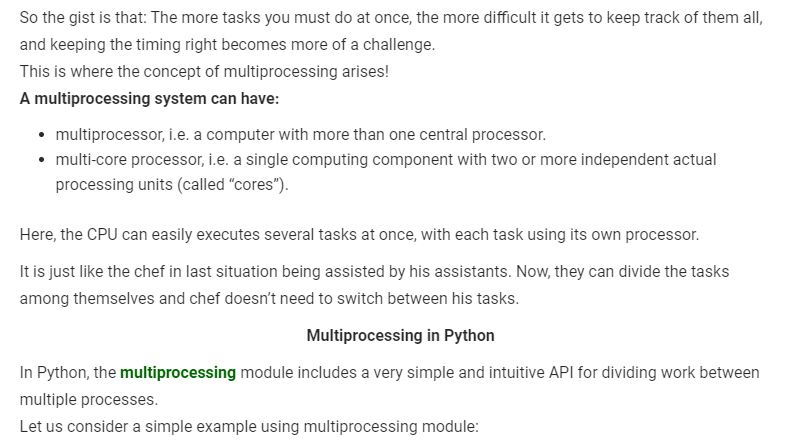 So the gist is that: The more tasks you must do at once, the more difficult it gets to keep track of them all,
and keeping the timing right becomes more of a challenge.
This is where the concept of multiprocessing arises!
A multiprocessing system can have:
• multiprocessor, i.e. a computer with more than one central processor.
• multi-core processor, i.e. a single computing component with two or more independent actual
processing units (called “cores”).
Here, the CPU can easily executes several tasks at once, with each task using its own processor.
It is just like the chef in last situation being assisted by his assistants. Now, they can divide the tasks
among themselves and chef doesn’t need to switch between his tasks.
Multiprocessing in Python
In Python, the multiprocessing module includes a very simple and intuitive API for dividing work between
multiple processes.
Let us consider a simple example using multiprocessing module: